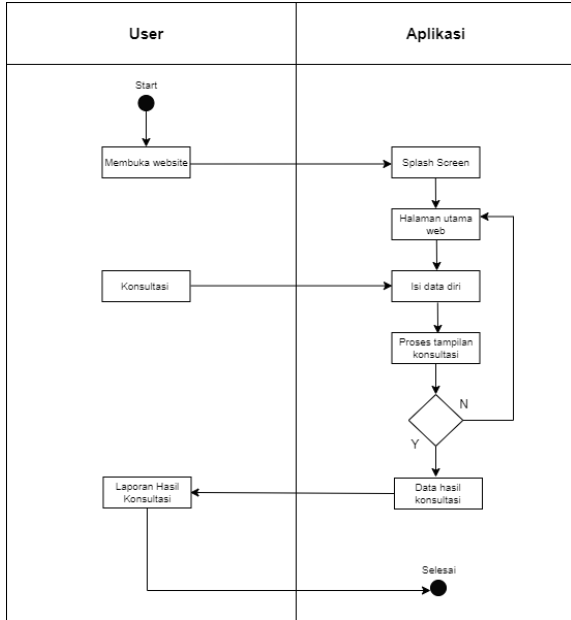 User
Aplikasi
Start
Membuka website
Splash Screen
Halaman utama
web
Konsultasi
Isi data diri
Proses tampilan
konsultasi
N
Y
Laporan Hasil
Konsultasi
Data hasil
konsultasi
Selesai